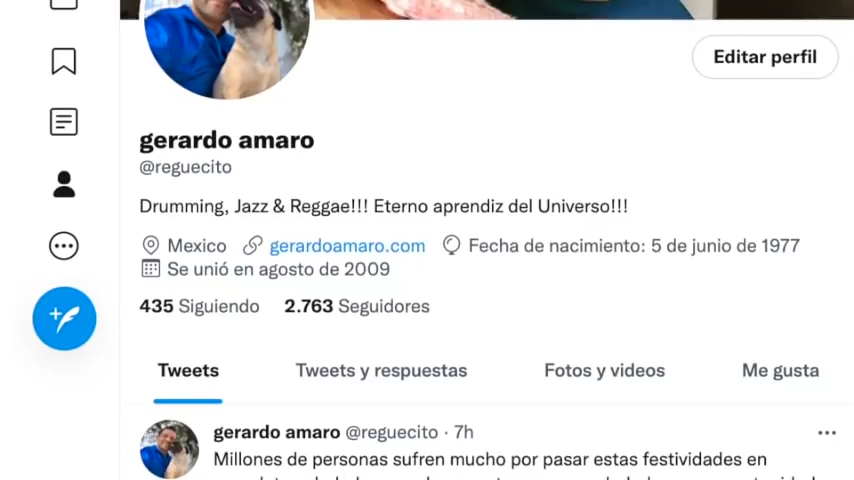 Editar perfil
gerardo amaro
@reguecito
Drumming, Jazz & Reggae!!! Eterno aprendiz del Universo!!!
Mexico gerardoamaro.com Fecha de nacimiento: 5 de junio de 1977
Se unió en agosto de 2009
435 Siguiendo 2.763 Seguidores
Tweets Tweets y respuestas Fotos y videos Me gusta
gerardo amaro @reguecito · 7h
Millones de personas sufren mucho por pasar estas festividades en